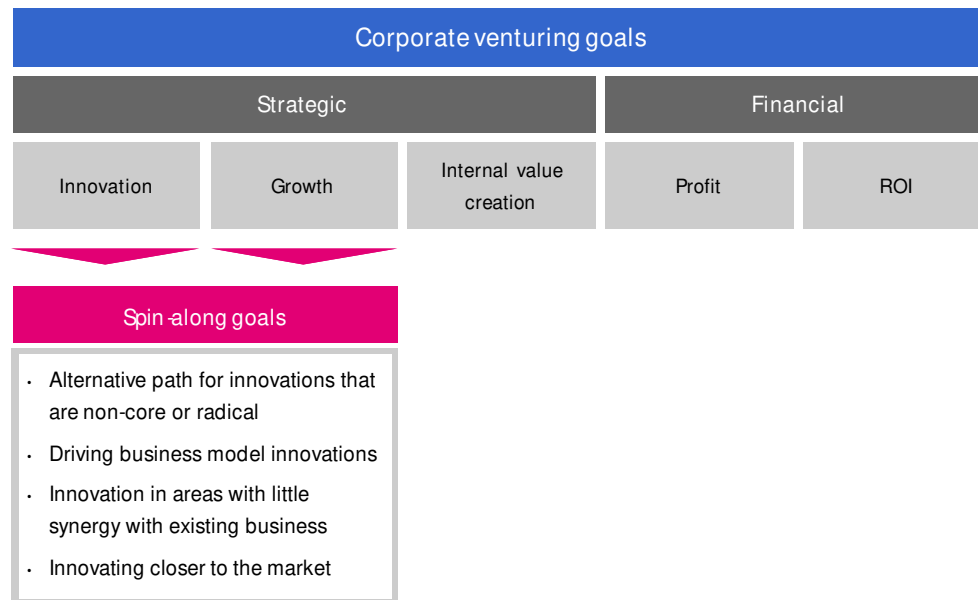 Corporate venturing goals
Strategic
Financial
Innovation
Growth
Internal value
creation
Profit
ROI
Spin-along goals
• Alternative path for innovations that
are non-core or radical
• Driving business model innovations
• Innovation in areas with little
synergy with existing business
• Innovating closer to the market